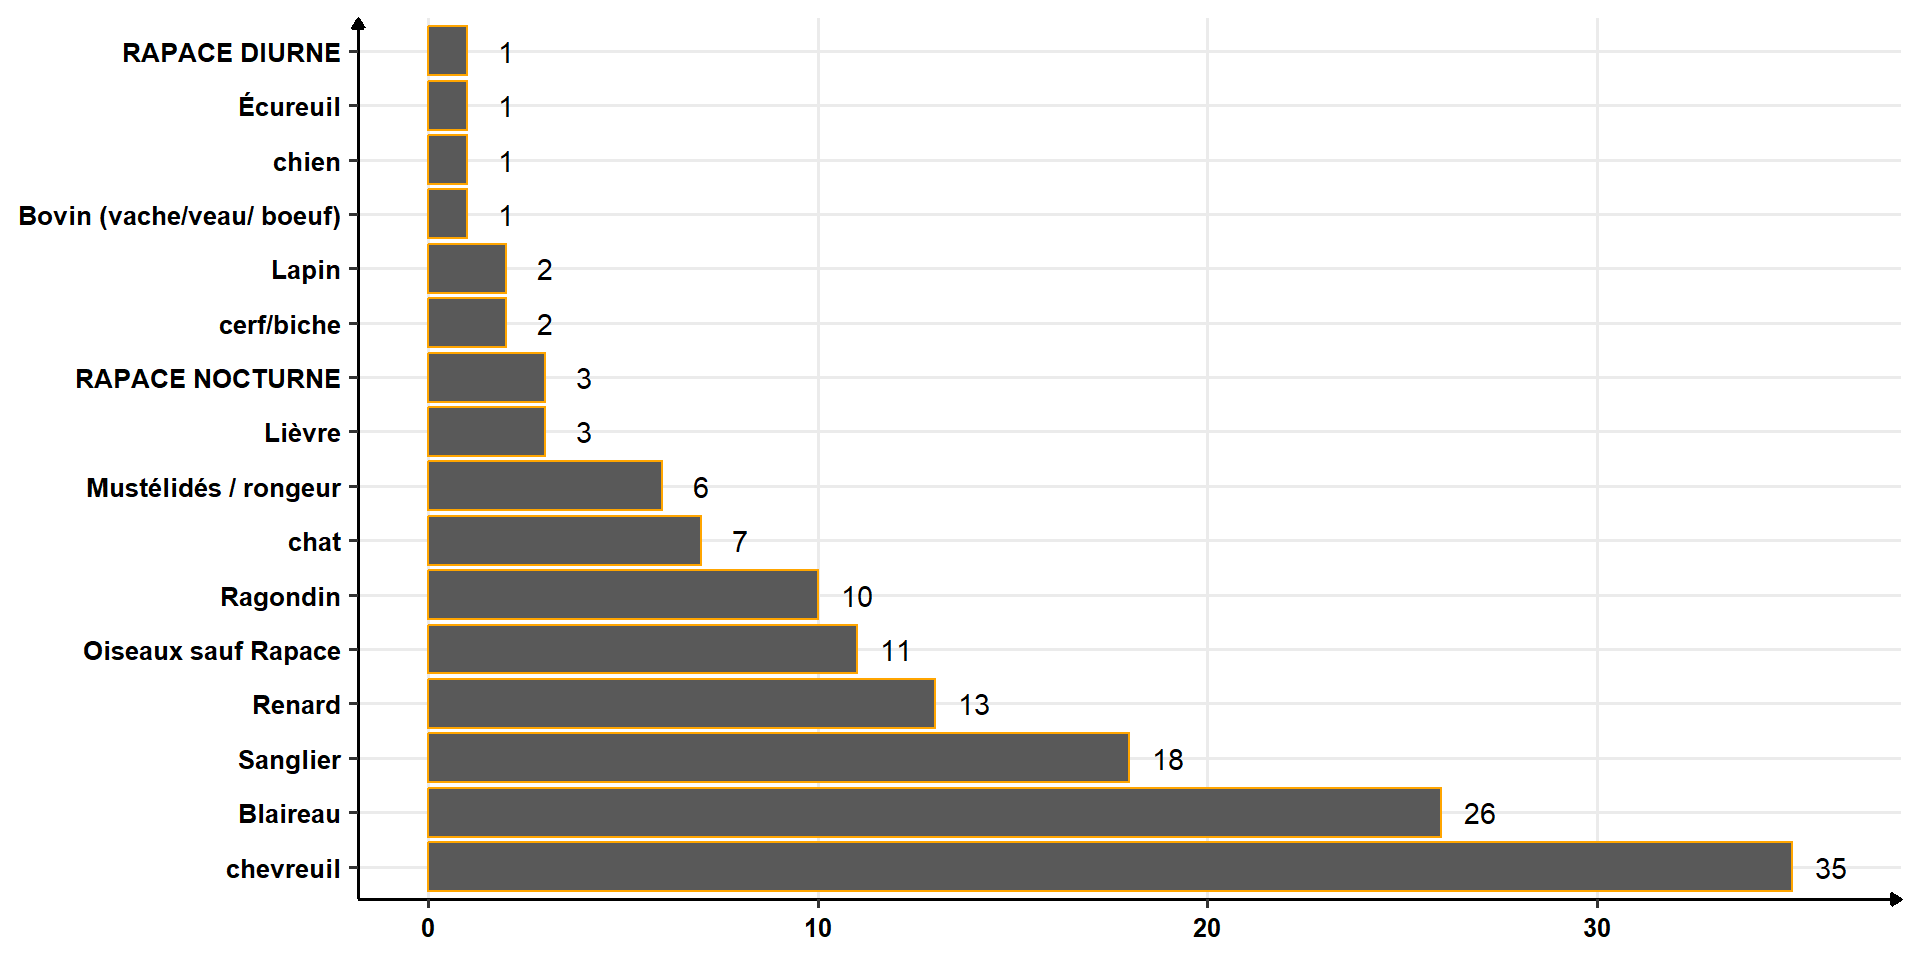 RAPACE DIURNE 1
Écureuil 1
chien 1
Bovin (vache/veau/ boeuf) 1
Lapin 2
cerf/biche 2
RAPACE NOCTURNE 3
Lièvre 3
Mustélidés / rongeur 6
chat 7
Ragondin 10
Oiseaux sauf Rapace 11
Renard 13
Sanglier 18
Blaireau 26
chevreuil 35
0 10 20 30